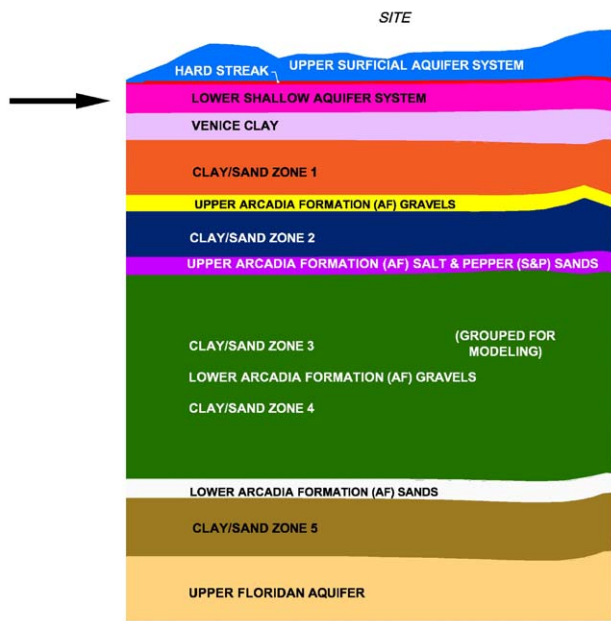 SITE
HARD STREAK
UPPER SURFICIAL AQUIFER SYSTEM
LOWER SHALLOW AQUIFER SYSTEM
VENICE CLAY
CLAY/SAND ZONE 1
UPPER ARCADIA FORMATION (AF) GRAVELS
CLAY/SAND ZONE 2
UPPER ARCADIA FORMATION (AF) SALT & PEPPER (S&P) SANDS
CLAY/SAND ZONE 3
(GROUPED FOR
MODELING)
LOWER ARCADIA FORMATION (AF) GRAVELS
CLAY/SAND ZONE 4
LOWER ARCADIA FORMATION (AF) SANDS
CLAY/SAND ZONE 5
UPPER FLORIDAN AQUIFER